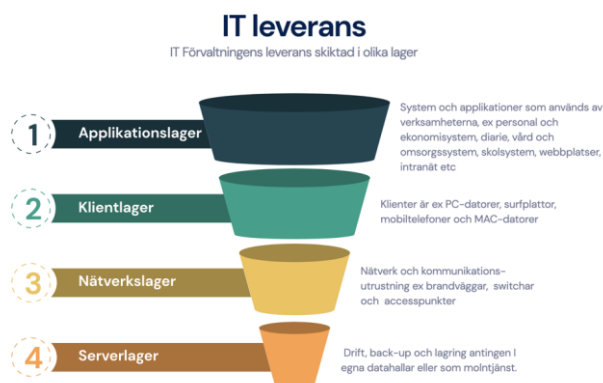 IT leverans
IT Förvaltningens leverans skiktad i olika lager
1
Applikationslager
System och applikationer som används av
verksamheterna, ex personal och
ekonomisystem, diarie, vård och
omsorgssystem, skolsystem, webbplatser,
intranät etc
2
Klientlager
Klienter är ex PC-datorer, surfplattor,
mobiltelefoner och MAC-datorer
3
Nätverkslager
Nätverk och kommunikations-
utrustning ex brandväggar, switchar
och accesspunkter
4
Serverlager
Drift, back-up och lagring antingen I
egna datahallar eller som molntjänst.